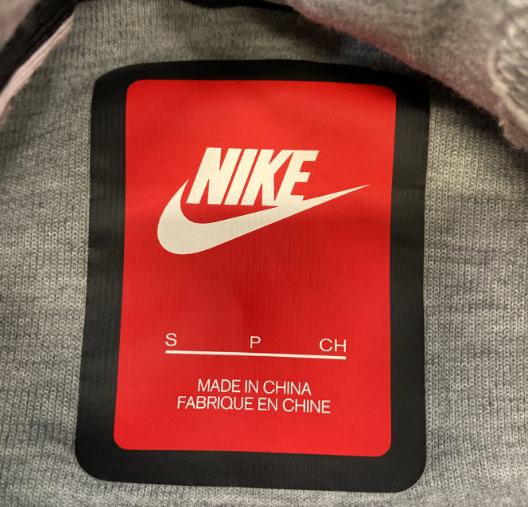 NIKE
S P CH
MADE IN CHINA
FABRIQUE EN CHINE